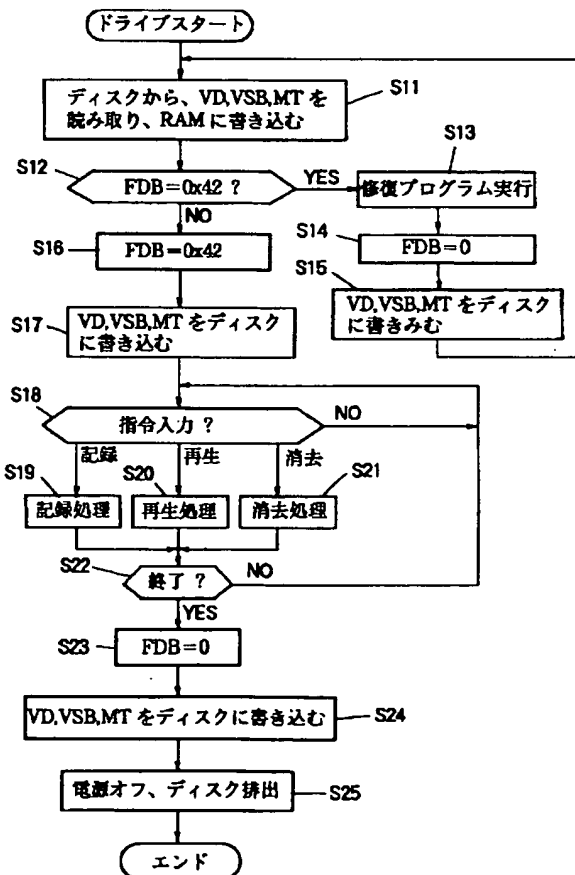 ドライブスタート
S11
ディスクから、VD,VSB,MT を
読み取り、RAM に書き込む
S12
FDB=0x42 ?
YES
S13
修復プログラム実行
NO
S14
FDB=0
S16
FDB=0x42
S15
VD,VSB,MT をディスク
に書きみむ
S17
VD,VSB,MT をディスク
に書き込む
S18
指令入力 ?
NO
記録
再生
消去
S19
記録処理
S20
再生処理
S21
消去処理
S22
終了 ?
NO
YES
S23
FDB=0
VD,VSB,MT をディスクに書き込む
S24
電源オフ、ディスク排出
S25
エンド